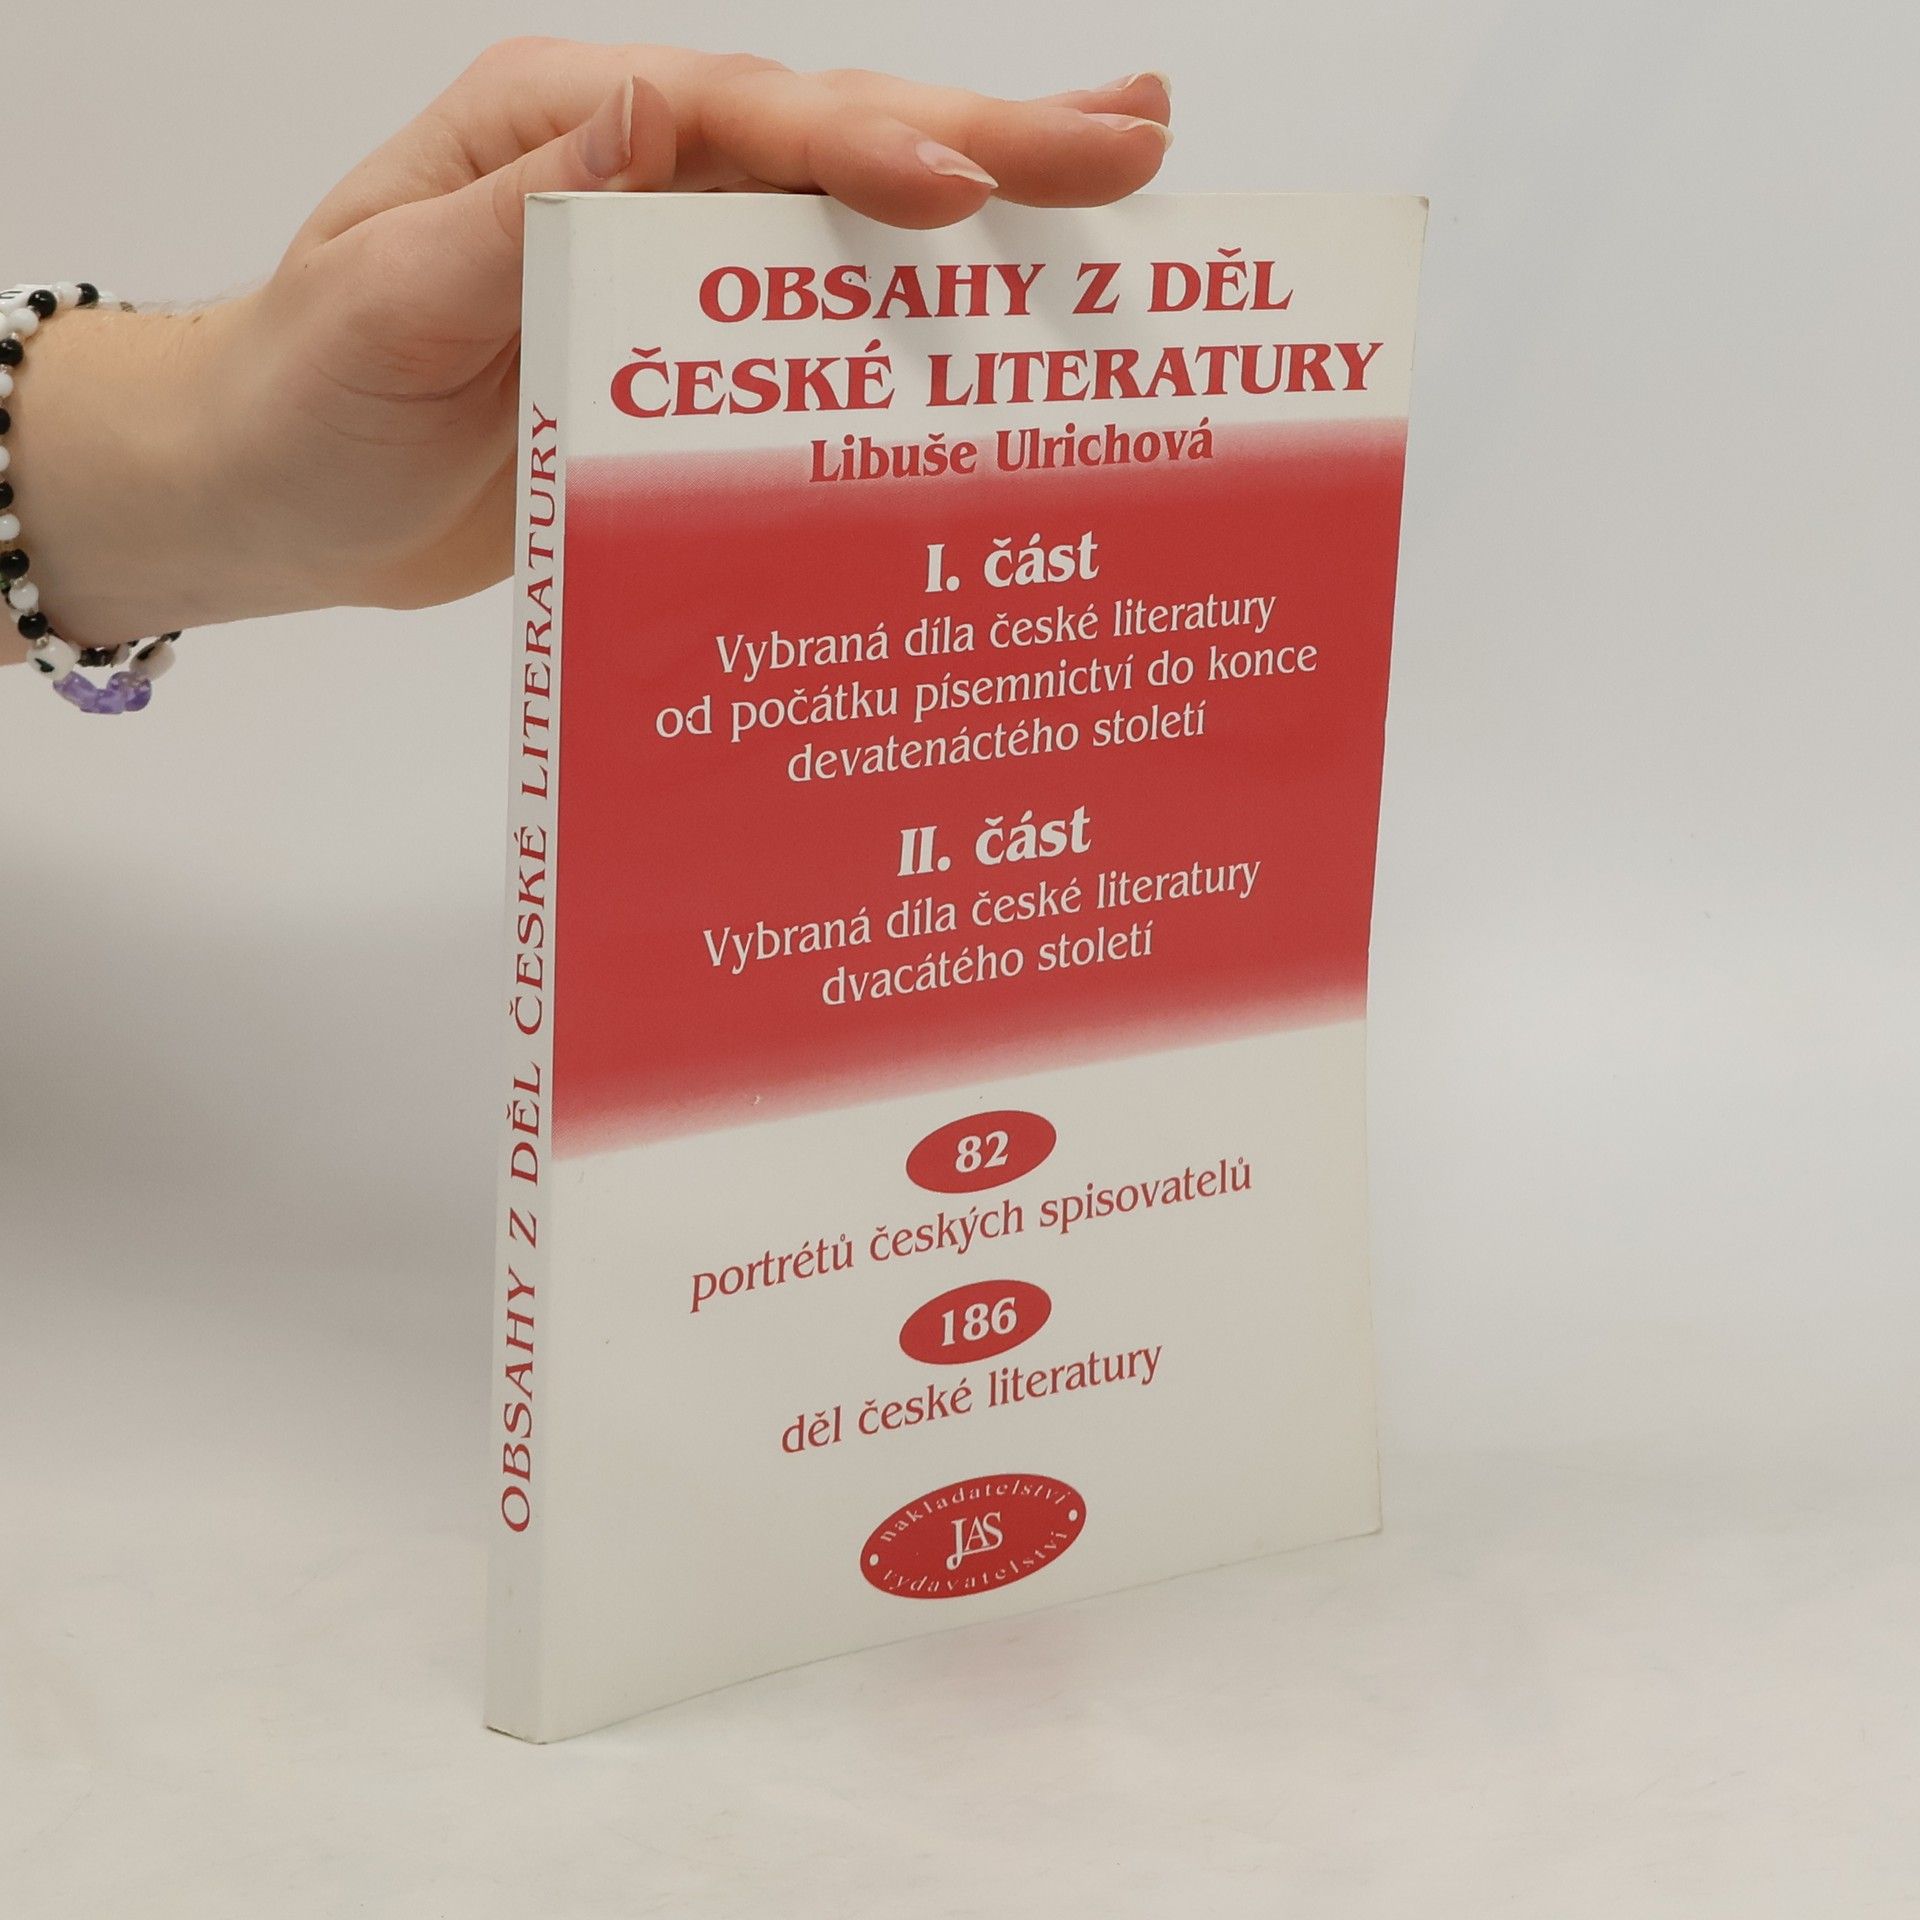 OBSAHY Z DĚL
ČESKÉ LITERATURY
Libuše Ulrichová
I. část
Vybraná díla české literatury
od počátku písemnictví do konce
devatenáctého století
II. část
Vybraná díla české literatury
dvacátého století
82
portrétů českých spisovatelů
186
děl české literatury
nakladatelství
JAS
vydavatelství
OBSAHY Z DĚL ČESKÉ LITERATURY